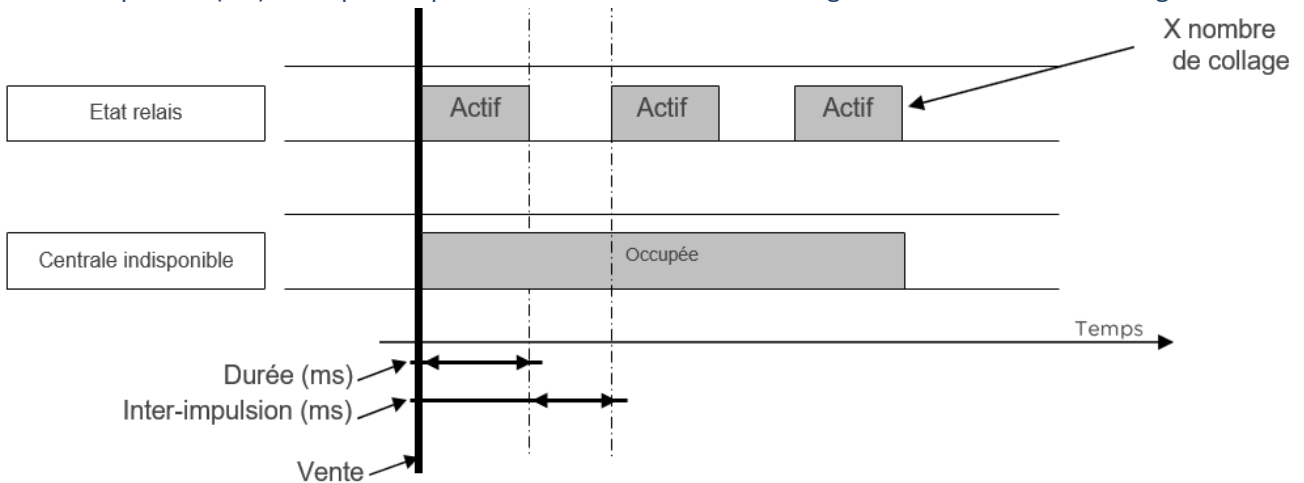 X nombre
de collage
Etat relais
Actif
Actif
Actif
Centrale indisponible
Occupée
Temps
Durée (ms)
Inter-impulsion (ms)
Vente